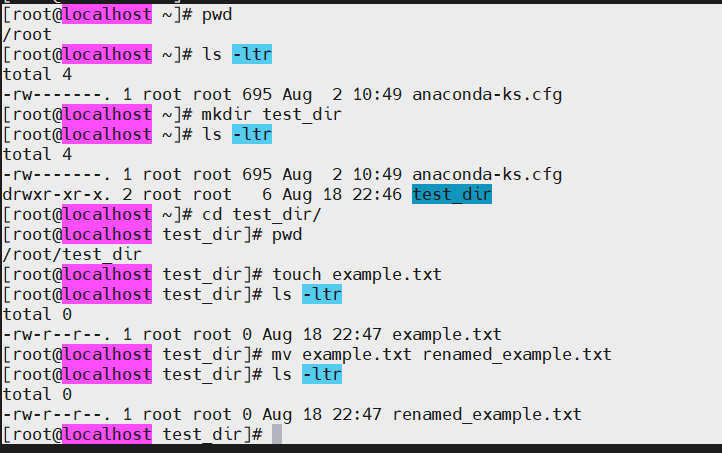 [root@localhost ~]# pwd
/root
[root@localhost ~]# ls -ltr
total 4
-rw-------. 1 root root 695 Aug  2 10:49 anaconda-ks.cfg
[root@localhost ~]# mkdir test_dir
[root@localhost ~]# ls -ltr
total 4
-rw-------. 1 root root 695 Aug  2 10:49 anaconda-ks.cfg
drwxr-xr-x. 2 root root   6 Aug 18 22:46 test_dir
[root@localhost ~]# cd test_dir/
[root@localhost test_dir]# pwd
/root/test_dir
[root@localhost test_dir]# touch example.txt
[root@localhost test_dir]# ls -ltr
total 0
-rw-r--r--. 1 root root 0 Aug 18 22:47 example.txt
[root@localhost test_dir]# mv example.txt renamed_example.txt
[root@localhost test_dir]# ls -ltr
total 0
-rw-r--r--. 1 root root 0 Aug 18 22:47 renamed_example.txt
[root@localhost test_dir]#